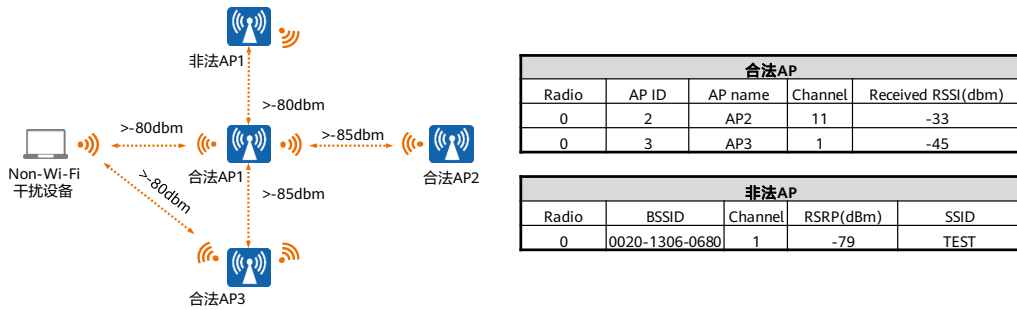 非法AP1
>-80dbm
>-80dbm
>-85dbm
Non-Wi-Fi
干扰设备
合法AP1
合法AP2
>-80dbm
>-85dbm
合法AP3
合法AP
Radio AP ID AP name Channel Received RSSI(dbm)
0 2 AP2 11 -33
0 3 AP3 1 -45
非法AP
Radio BSSID Channel RSRP(dBm) SSID
0 0020-1306-0680 1 -79 TEST